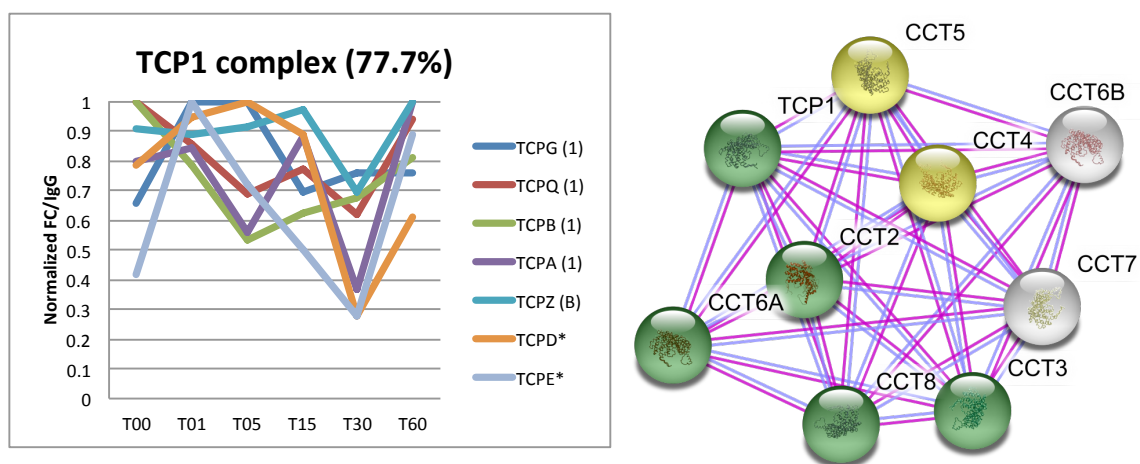 TCP1 complex (77.7%)
Normalized FC/IgG
1
0.9
0.8
0.7
0.6
0.5
0.4
0.3
0.2
0.1
0
T00 T01 T05 T15 T30 T60
TCPG (1)
TCPQ (1)
TCPB (1)
TCPA (1)
TCPZ (B)
TCPD*
TCPE*
CCT5
TCP1
CCT6B
CCT4
CCT2
CCT7
CCT6A
CCT8
CCT3